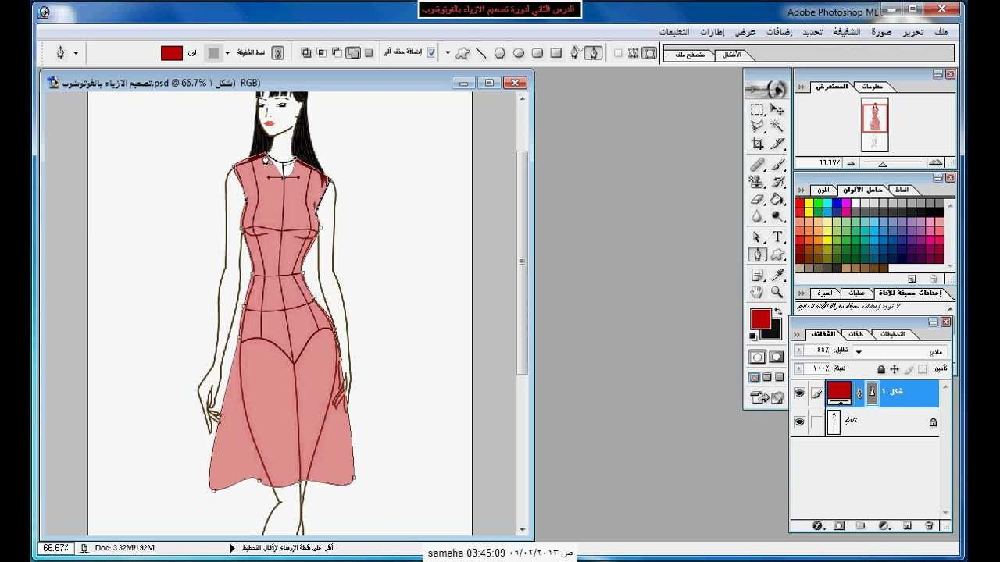 الدرس الثاني لدورة تصميم الازياء بالفوتوشوب
Adobe Photoshop ME
ملف تحرير صورة الشفيفة تحديد إضافات عرض إطارات التعليمات
لون:
نمط الشفيفة:
إضافة حذف آلي
الأشكال
متصفح ملف
تصميم الازياء بالفوتوشوب.psd @ 66.7% (شكل ١ RGB)
معلومات
المستعرض
٦٦,٦٧٪
انماط
حامل الألوان
اللون
إعدادات مسبقة للأداة
عمليات
السيرة
لا توجد إعدادات مسبقة معرفة للأداة الحالية.
التخطيطات
طبقات
الشفائف
عادي
تظليل:
٤٤٪
تأمين:
تعبئة:
١٠٠٪
شكل ١
خلفية
66.67%
Doc: 3.32M/1.92M
أنقر على نقطة الإرساء لإقفال التخطيط
sameha 03:45:09 ص ٠٩/٠٢/٢٠١٣